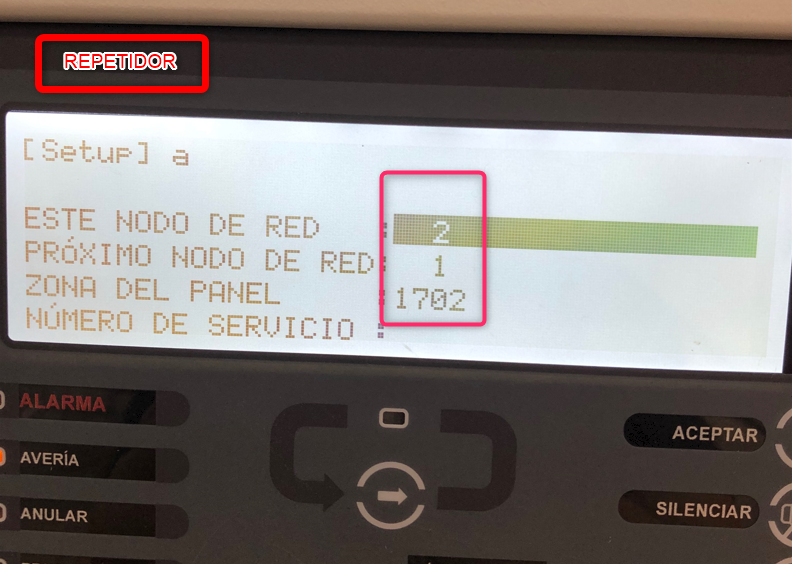 REPETIDOR
[Setup] a
ESTE NODO DE RED : 2
PRÓXIMO NODO DE RED: 1
ZONA DEL PANEL :1702
NÚMERO DE SERVICIO :
ALARMA
AVERÍA
ACEPTAR
ANULAR
SILENCIAR